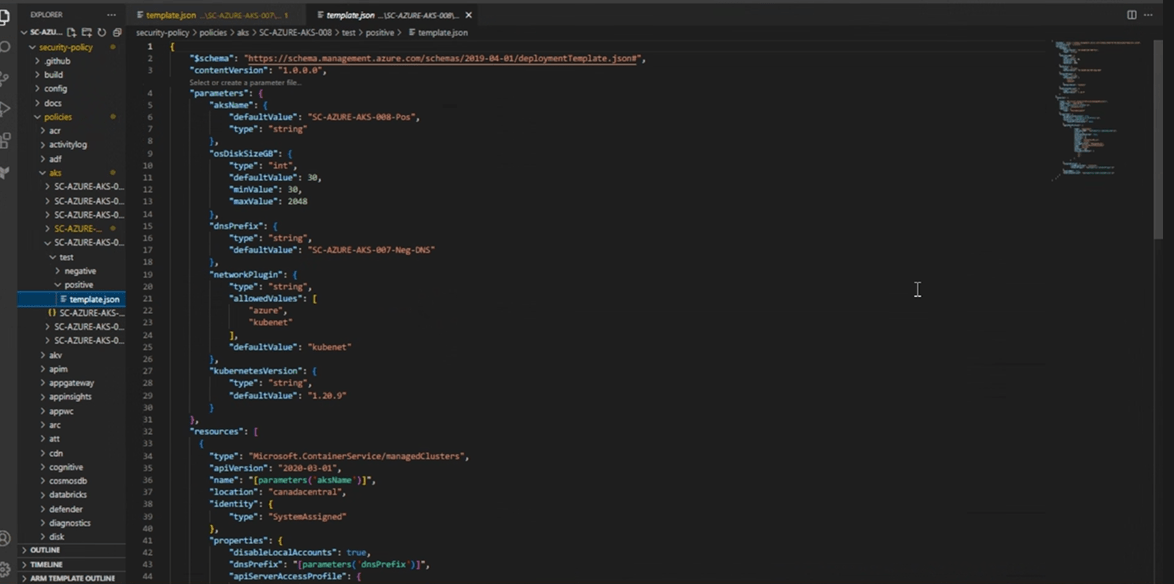 EXPLORER
SC-AZU...
security-policy
.github
build
config
docs
policies
acr
activitylog
adf
aks
SC-AZURE-AKS-0...
SC-AZURE-AKS-0...
SC-AZURE-AKS-0...
SC-AZURE-...
SC-AZURE-AKS-0...
test
negative
positive
template.json
SC-AZURE-AKS-...
SC-AZURE-AKS-0...
SC-AZURE-AKS-0...
akv
apim
appgateway
appinsights
appwc
arc
att
cdn
cognitive
cosmosdb
databricks
defender
diagnostics
disk
OUTLINE
TIMELINE
ARM TEMPLATE OUTLINE
template.json ...\SC-AZURE-AKS-007\... 1
template.json ...\SC-AZURE-AKS-008\...
security-policy > policies > aks > SC-AZURE-AKS-008 > test > positive > template.json
1 {
2 "$schema": "https://schema.management.azure.com/schemas/2019-04-01/deploymentTemplate.json#",
3 "contentVersion": "1.0.0.0",
Select or create a parameter file...
4 "parameters": {
5 "aksName": {
6 "defaultValue": "SC-AZURE-AKS-008-Pos",
7 "type": "string"
8 },
9 "osDiskSizeGB": {
10 "type": "int",
11 "defaultValue": 30,
12 "minValue": 30,
13 "maxValue": 2048
14 },
15 "dnsPrefix": {
16 "type": "string",
17 "defaultValue": "SC-AZURE-AKS-007-Neg-DNS"
18 },
19 "networkPlugin": {
20 "type": "string",
21 "allowedValues": [
22 "azure",
23 "kubenet"
24 ],
25 "defaultValue": "kubenet"
26 },
27 "kubernetesVersion": {
28 "type": "string",
29 "defaultValue": "1.20.9"
30 }
31 },
32 "resources": [
33 {
34 "type": "Microsoft.ContainerService/managedClusters",
35 "apiVersion": "2020-03-01",
36 "name": "[parameters('aksName')]",
37 "location": "canadacentral",
38 "identity": {
39 "type": "SystemAssigned"
40 },
41 "properties": {
42 "disableLocalAccounts": true,
43 "dnsPrefix": "[parameters('dnsPrefix')]",
44 "apiServerAccessProfile": {